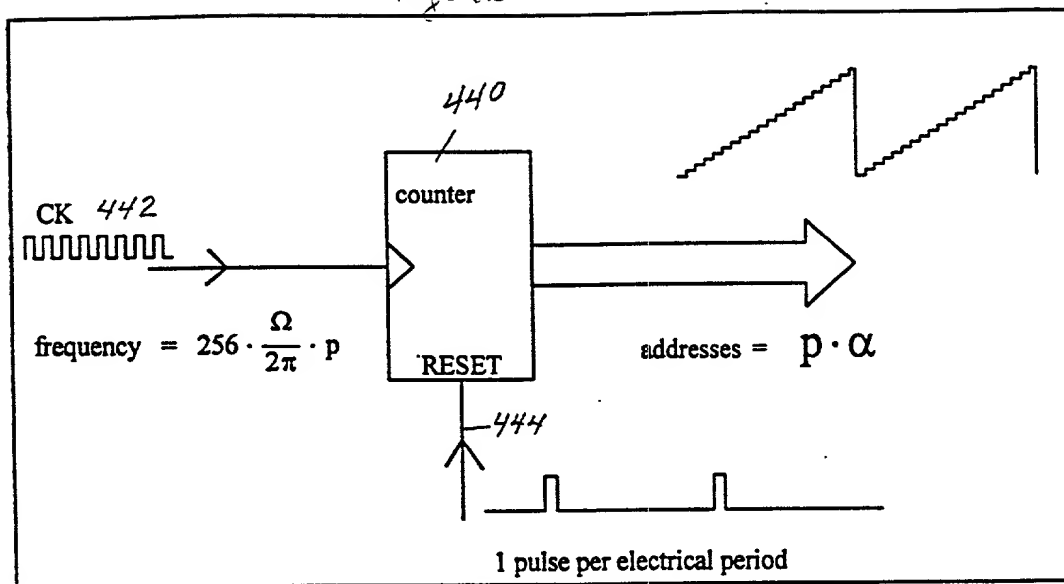 440
counter
CK 442
frequency = 256 · Ω/2π · p
addresses = p · α
RESET
444
1 pulse per electrical period